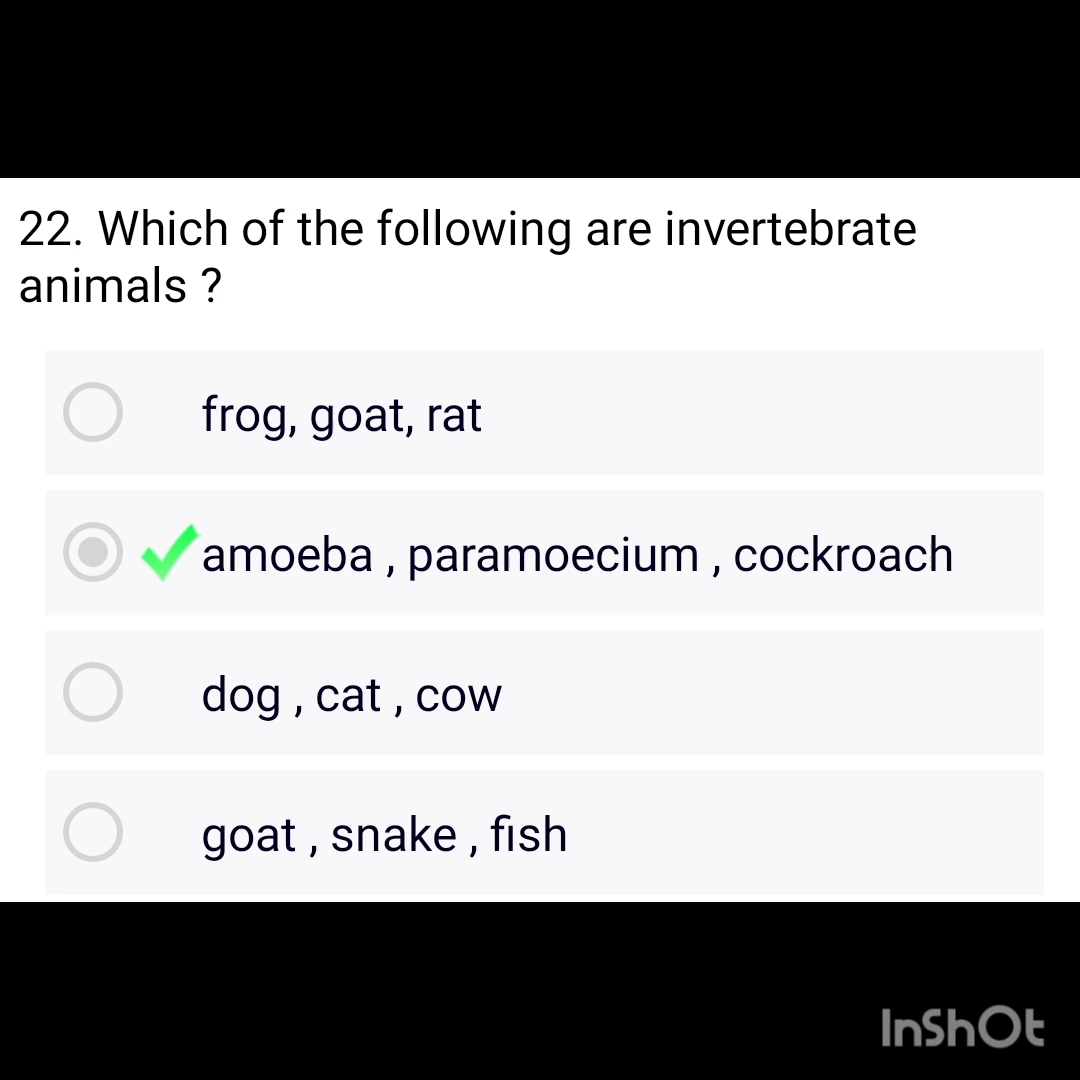 22. Which of the following are invertebrate
animals ?
frog, goat, rat
amoeba , paramoecium , cockroach
dog , cat , cow
goat , snake , fish
InShOt